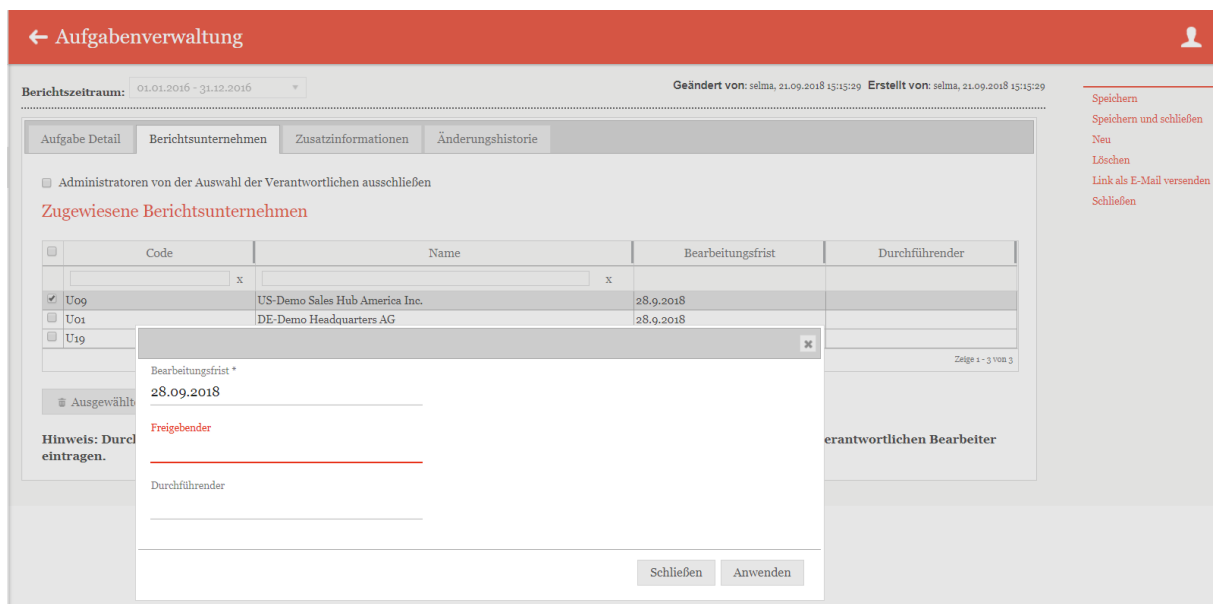 Aufgabenverwaltung
Berichtszeitraum: 01.01.2016 - 31.12.2016
Geändert von: selma, 21.09.2018 15:15:29 Erstellt von: selma, 21.09.2018 15:15:29
Speichern
Speichern und schließen
Neu
Löschen
Link als E-Mail versenden
Schließen
Aufgabe Detail Berichtsunternehmen Zusatzinformationen Änderungshistorie
Administratoren von der Auswahl der Verantwortlichen ausschließen
Zugewiesene Berichtsunternehmen
Code Name Bearbeitungsfrist Durchführender
x x
U09 US-Demo Sales Hub America Inc. 28.9.2018
U01 DE-Demo Headquarters AG 28.9.2018
U19
Zeige 1 - 3 von 3
Bearbeitungsfrist *
28.09.2018
Ausgewählt
Freigebender
Hinweis: Durch
erantwortlichen Bearbeiter
eintragen.
Durchführender
Schließen Anwenden